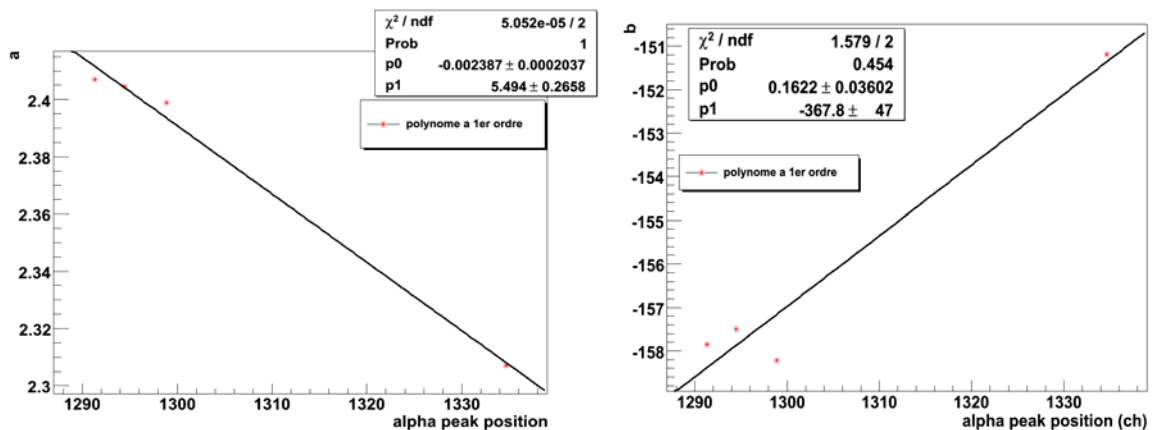 χ² / ndf 5.052e-05 / 2
Prob 1
p0 -0.002387 ± 0.0002037
p1 5.494 ± 0.2658
polynome a 1er ordre
a
2.4
2.38
2.36
2.34
2.32
2.3
1290 1300 1310 1320 1330
alpha peak position
χ² / ndf 1.579 / 2
Prob 0.454
p0 0.1622 ± 0.03602
p1 -367.8 ± 47
polynome a 1er ordre
b
-151
-152
-153
-154
-155
-156
-157
-158
1290 1300 1310 1320 1330
alpha peak position (ch)